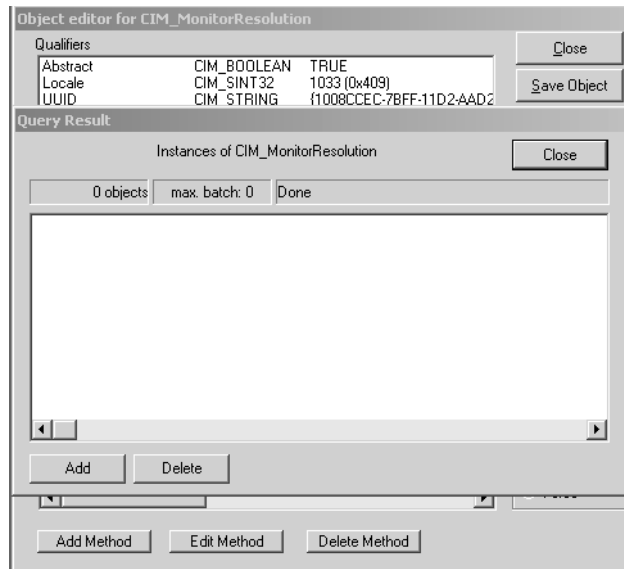 Object editor for CIM_MonitorResolution
Qualifiers
Close
Abstract CIM_BOOLEAN TRUE
Locale CIM_SINT32 1033 (0x409)
UUID CIM_STRING {1008CCEC-7BFF-11D2-AAD2
Save Object
Query Result
Instances of CIM_MonitorResolution
Close
0 objects max. batch: 0 Done
Add Delete
Add Method Edit Method Delete Method